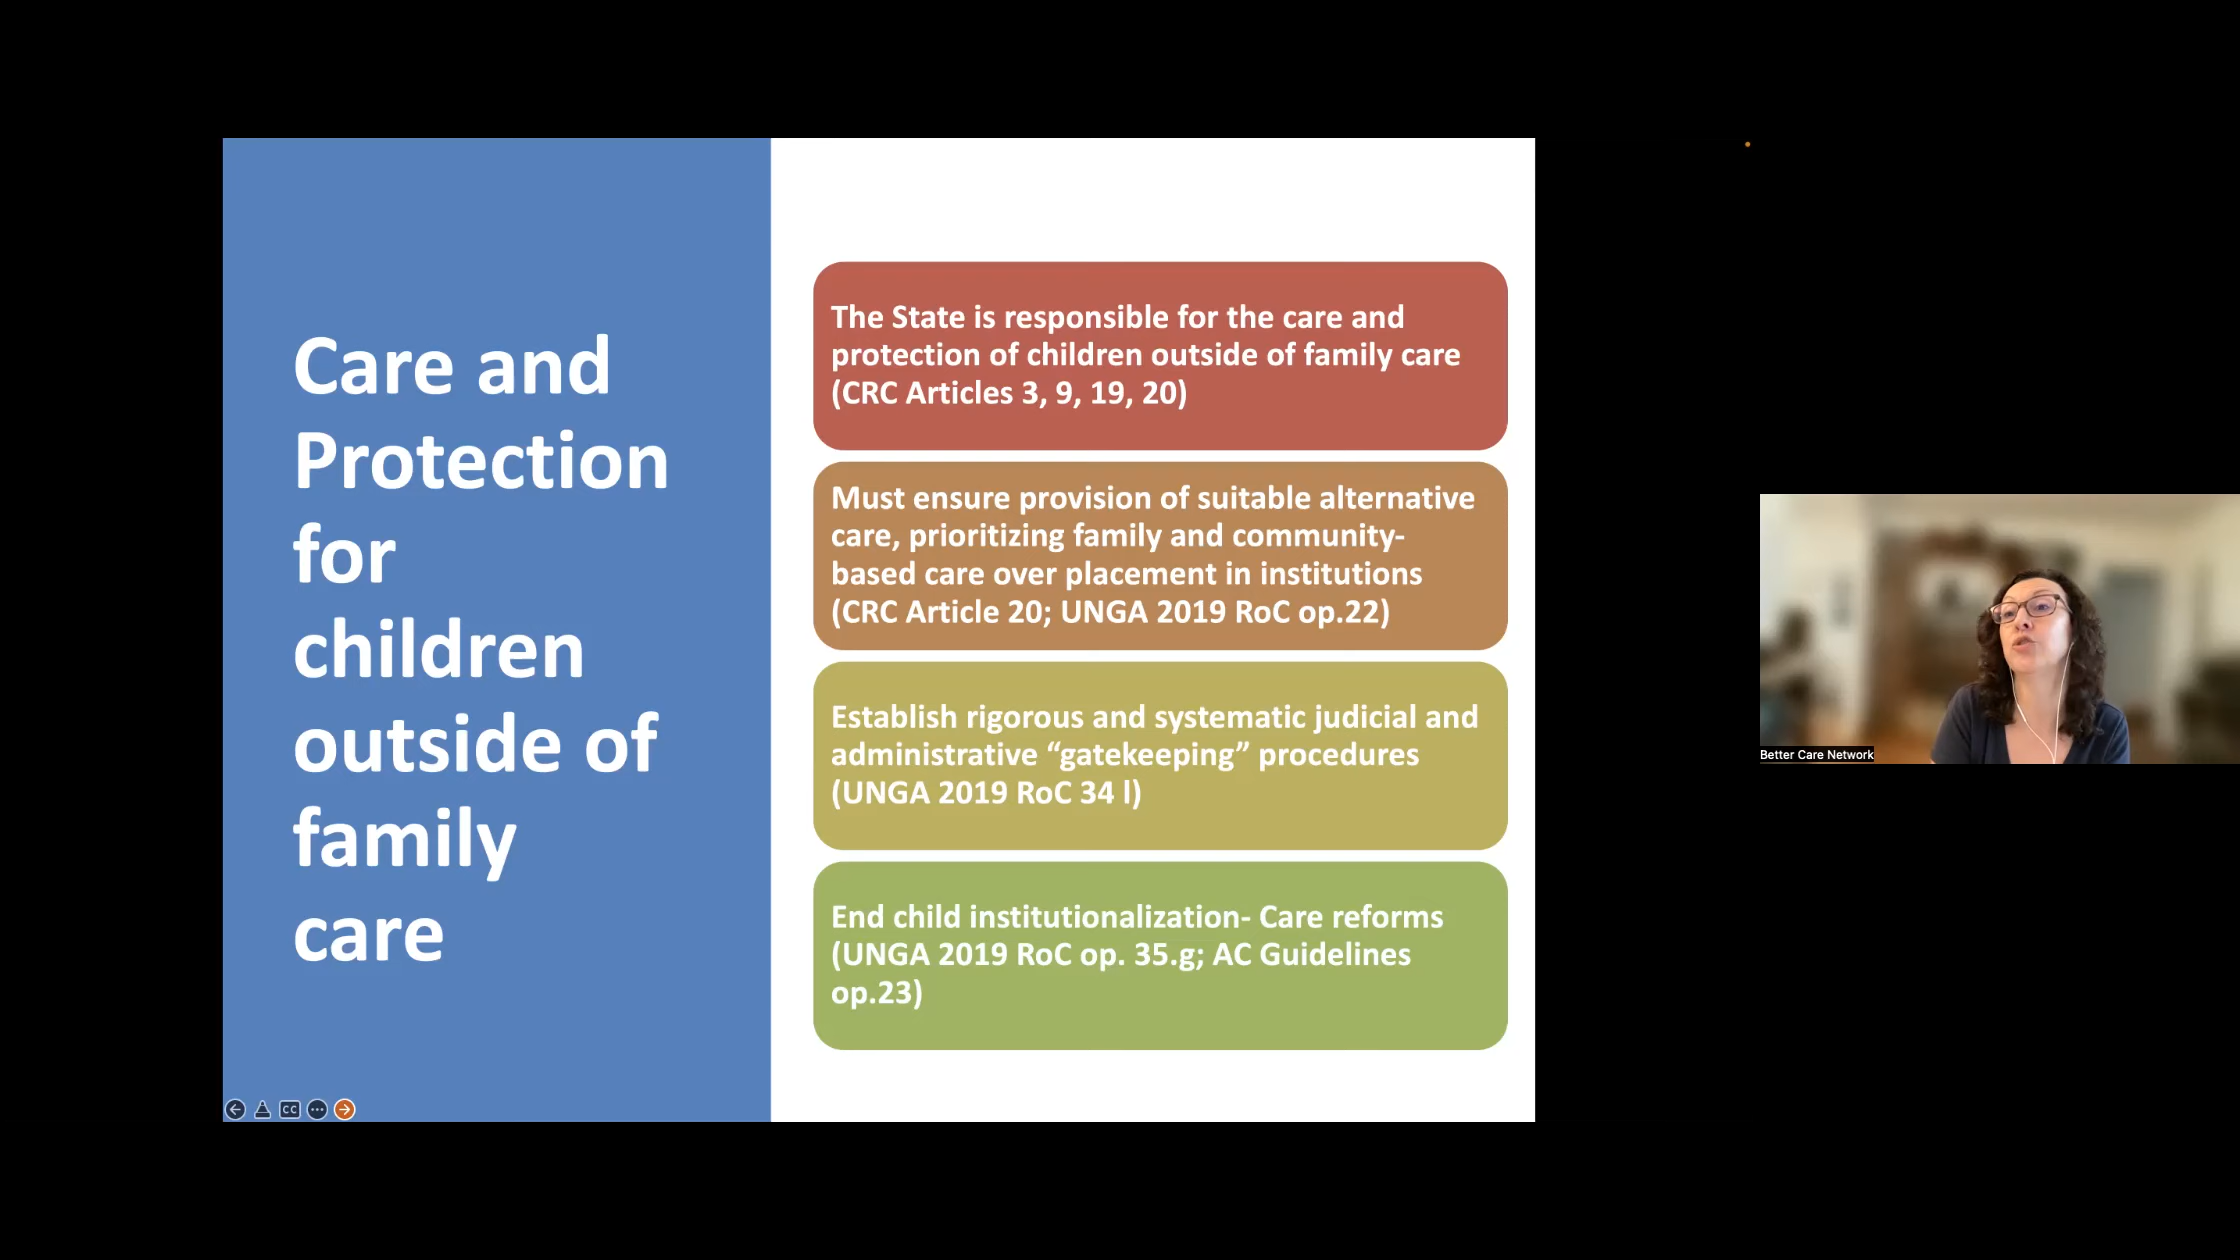 Care and
Protection
for
children
outside of
family
care
The State is responsible for the care and
protection of children outside of family care
(CRC Articles 3, 9, 19, 20)
Must ensure provision of suitable alternative
care, prioritizing family and community-
based care over placement in institutions
(CRC Article 20; UNGA 2019 RoC op.22)
Establish rigorous and systematic judicial and
administrative “gatekeeping” procedures
(UNGA 2019 RoC 34 l)
End child institutionalization- Care reforms
(UNGA 2019 RoC op. 35.g; AC Guidelines
op.23)
CC
Better Care Network